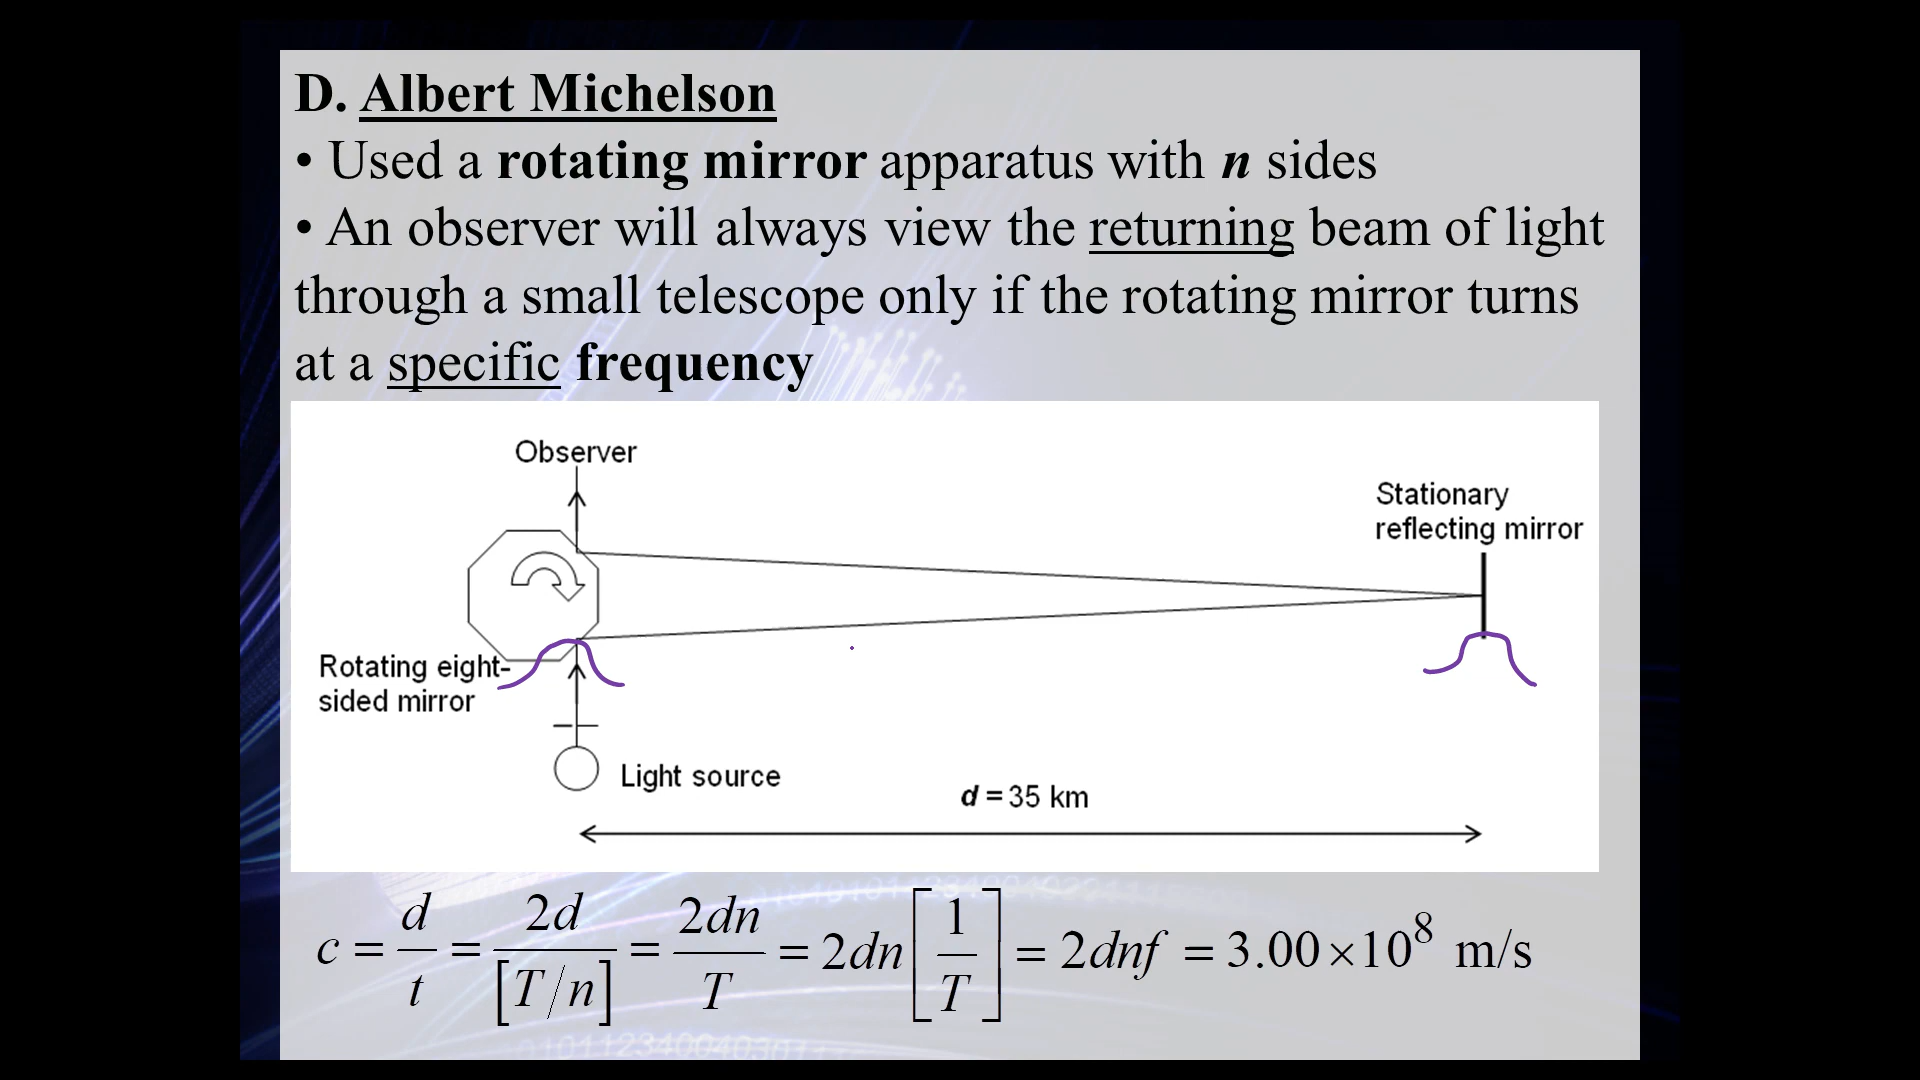 D. Albert Michelson
• Used a rotating mirror apparatus with n sides
• An observer will always view the returning beam of light
through a small telescope only if the rotating mirror turns
at a specific frequency
Observer
Stationary
reflecting mirror
Rotating eight-
sided mirror
Light source
d = 35 km
c = d/t = 2d/[T/n] = 2dn/T = 2dn[1/T] = 2dnf = 3.00×10⁸ m/s